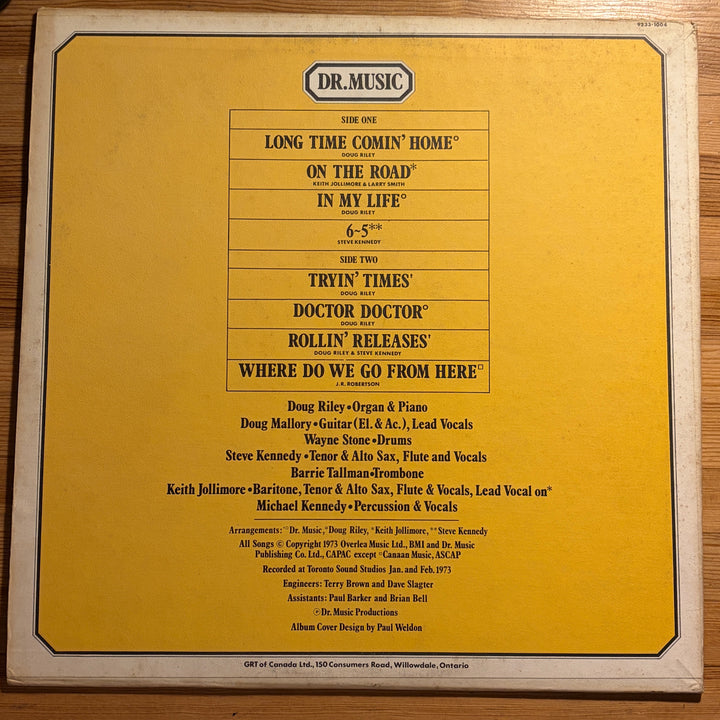 9233-1004
DR. MUSIC
SIDE ONE
LONG TIME COMIN' HOME°
DOUG RILEY
ON THE ROAD*
KEITH JOLLIMORE & LARRY SMITH
IN MY LIFE°
DOUG RILEY
6~5**
STEVE KENNEDY
SIDE TWO
TRYIN' TIMES'
DOUG RILEY
DOCTOR DOCTOR°
DOUG RILEY
ROLLIN' RELEASES'
DOUG RILEY & STEVE KENNEDY
WHERE DO WE GO FROM HERE□
J.R. ROBERTSON
Doug Riley•Organ & Piano
Doug Mallory•Guitar (El. & Ac.), Lead Vocals
Wayne Stone•Drums
Steve Kennedy•Tenor & Alto Sax, Flute and Vocals
Barrie Tallman•Trombone
Keith Jollimore•Baritone, Tenor & Alto Sax, Flute & Vocals, Lead Vocal on*
Michael Kennedy•Percussion & Vocals
Arrangements: '□Dr. Music, °Doug Riley, *Keith Jollimore, **Steve Kennedy
All Songs © Copyright 1973 Overlea Music Ltd., BMI and Dr. Music
Publishing Co. Ltd., CAPAC except □Canaan Music, ASCAP
Recorded at Toronto Sound Studios Jan. and Feb. 1973
Engineers: Terry Brown and Dave Slagter
Assistants: Paul Barker and Brian Bell
℗Dr. Music Productions
Album Cover Design by Paul Weldon
GRT of Canada Ltd., 150 Consumers Road, Willowdale, Ontario